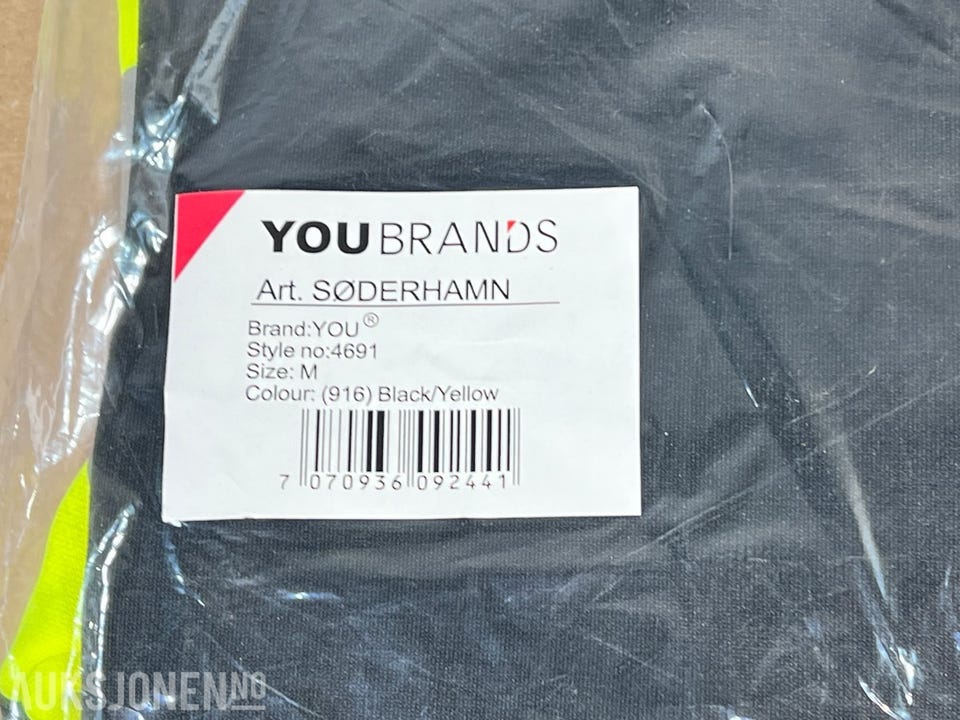 YOU BRANDS
Art. SØDERHAMN
Brand:YOU®
Style no:4691
Size: M
Colour: (916) Black/Yellow
7 070936 092441
AUKSJONEN.NO